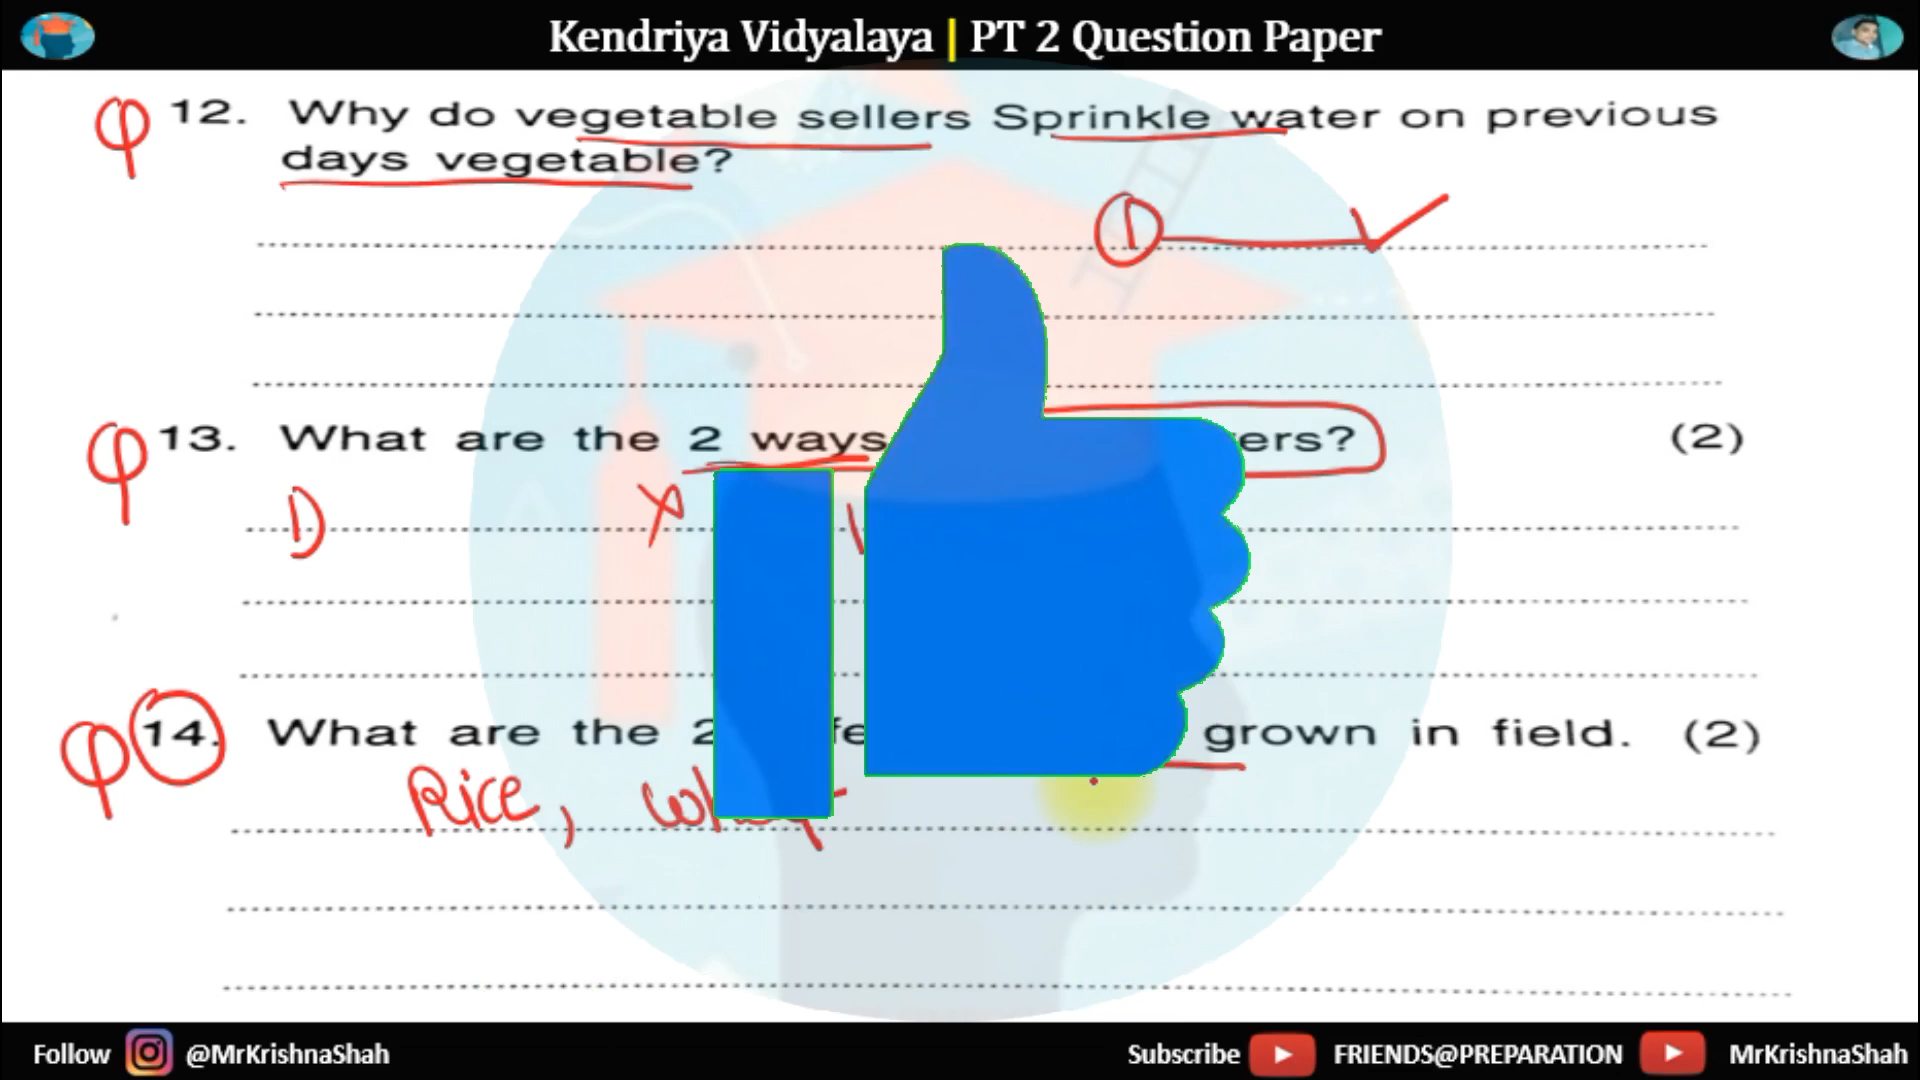 Kendriya Vidyalaya | PT 2 Question Paper
12. Why do vegetable sellers Sprinkle water on previous
days vegetable?
13. What are the 2 ways ers? (2)
14. What are the 2 fe grown in field. (2)
Rice,
Follow @MrKrishnaShah Subscribe FRIENDS@PREPARATION MrKrishnaShah